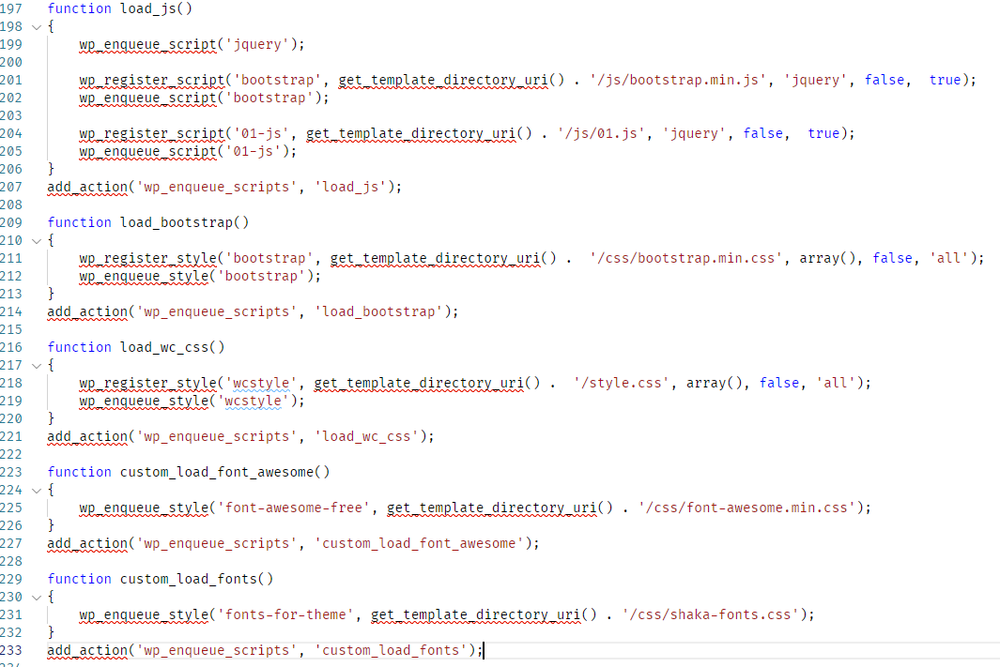 197 function load_js()
198 {
199 wp_enqueue_script('jquery');
200
201 wp_register_script('bootstrap', get_template_directory_uri() . '/js/bootstrap.min.js', 'jquery', false,  true);
202 wp_enqueue_script('bootstrap');
203
204 wp_register_script('01-js', get_template_directory_uri() . '/js/01.js', 'jquery', false,  true);
205 wp_enqueue_script('01-js');
206 }
207 add_action('wp_enqueue_scripts', 'load_js');
208
209 function load_bootstrap()
210 {
211 wp_register_style('bootstrap', get_template_directory_uri() .  '/css/bootstrap.min.css', array(), false, 'all');
212 wp_enqueue_style('bootstrap');
213 }
214 add_action('wp_enqueue_scripts', 'load_bootstrap');
215
216 function load_wc_css()
217 {
218 wp_register_style('wcstyle', get_template_directory_uri() .  '/style.css', array(), false, 'all');
219 wp_enqueue_style('wcstyle');
220 }
221 add_action('wp_enqueue_scripts', 'load_wc_css');
222
223 function custom_load_font_awesome()
224 {
225 wp_enqueue_style('font-awesome-free', get_template_directory_uri() . '/css/font-awesome.min.css');
226 }
227 add_action('wp_enqueue_scripts', 'custom_load_font_awesome');
228
229 function custom_load_fonts()
230 {
231 wp_enqueue_style('fonts-for-theme', get_template_directory_uri() . '/css/shaka-fonts.css');
232 }
233 add_action('wp_enqueue_scripts', 'custom_load_fonts');